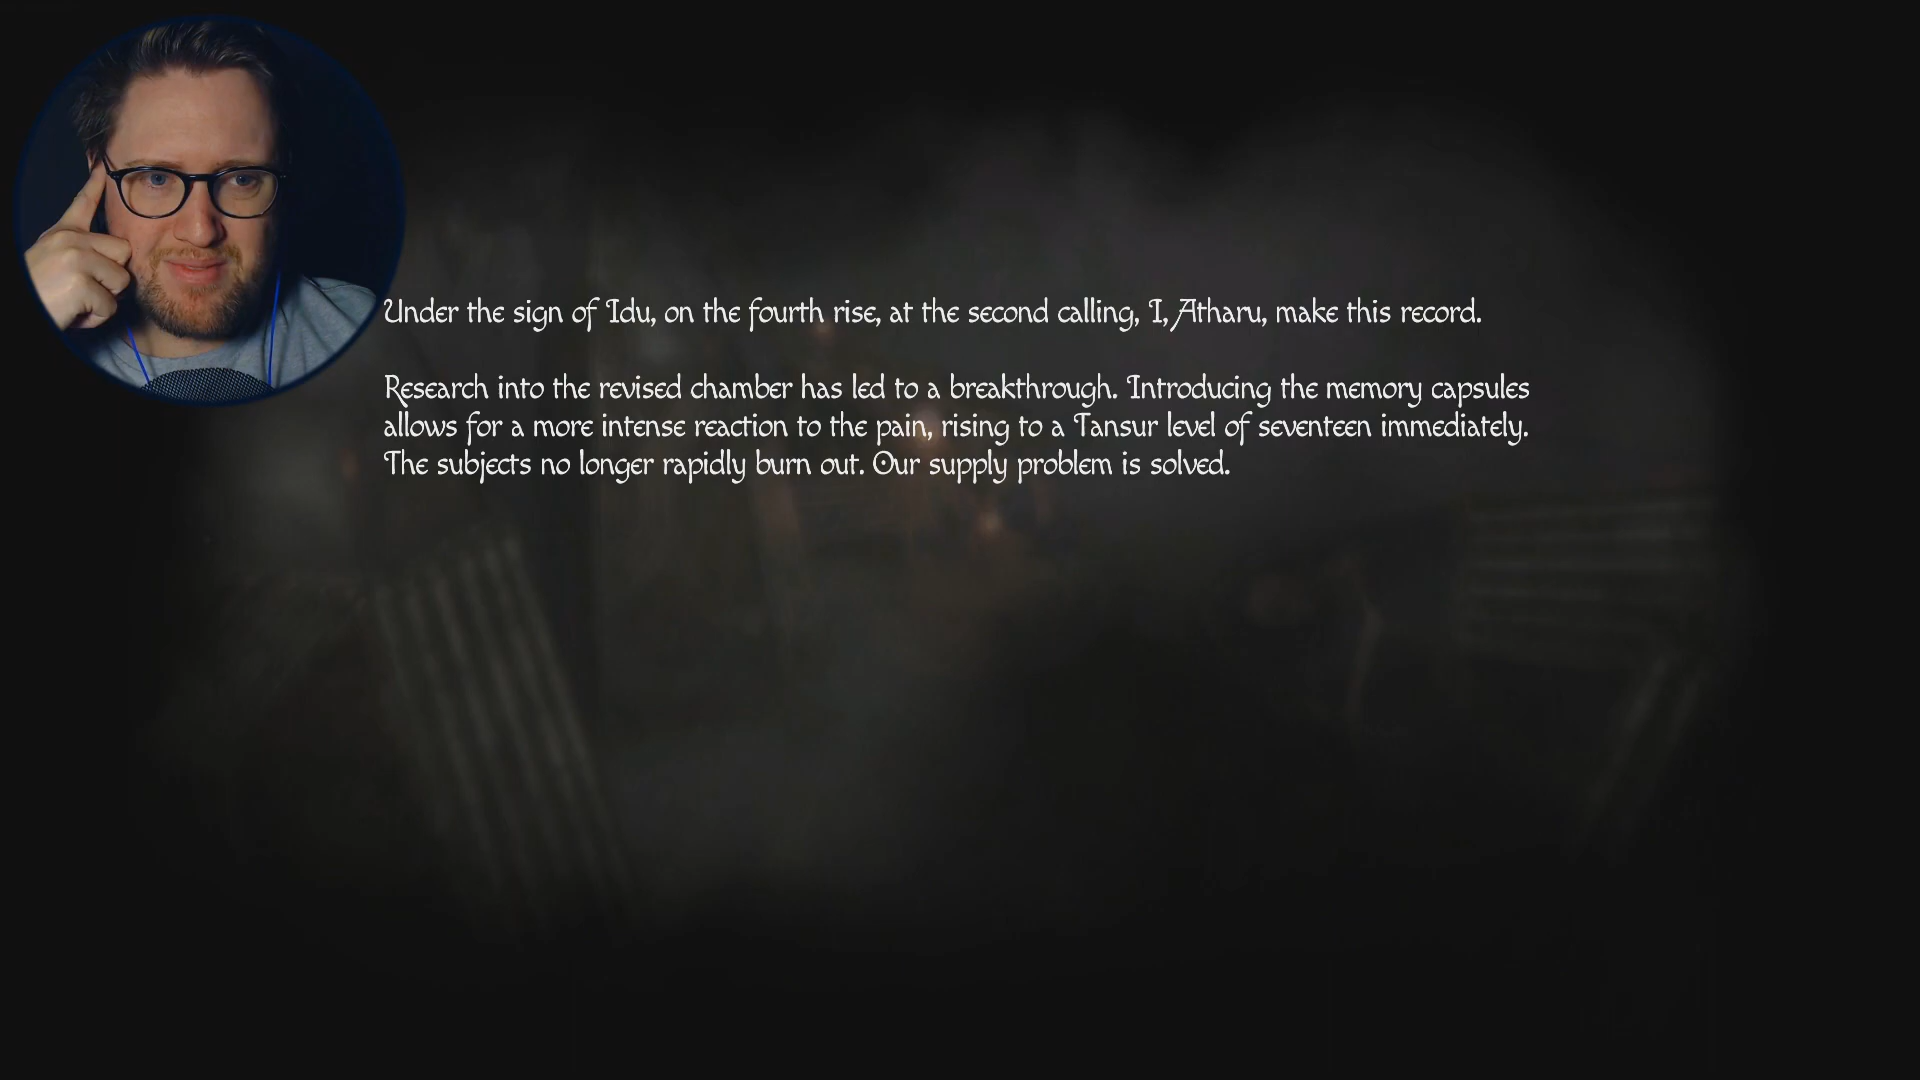 Under the sign of Idu, on the fourth rise, at the second calling, I, Atharu, make this record.
Research into the revised chamber has led to a breakthrough. Introducing the memory capsules
allows for a more intense reaction to the pain, rising to a Tansur level of seventeen immediately.
The subjects no longer rapidly burn out. Our supply problem is solved.